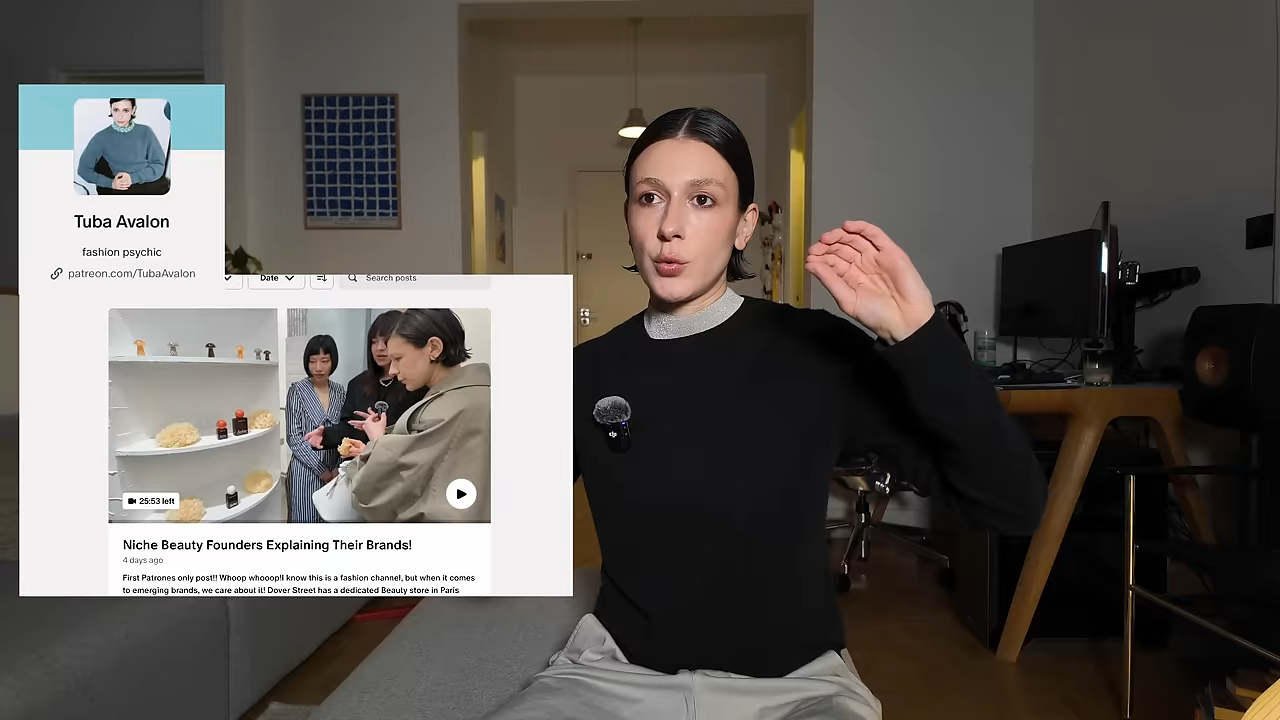 Tuba Avalon
fashion psychic
patreon.com/TubaAvalon
Date
Search posts
25:53 left
Niche Beauty Founders Explaining Their Brands!
4 days ago
First Patrones only post!! Whoop whooop!I know this is a fashion channel, but when it comes
to emerging brands, we care about it! Dover Street has a dedicated Beauty store in Paris
dji